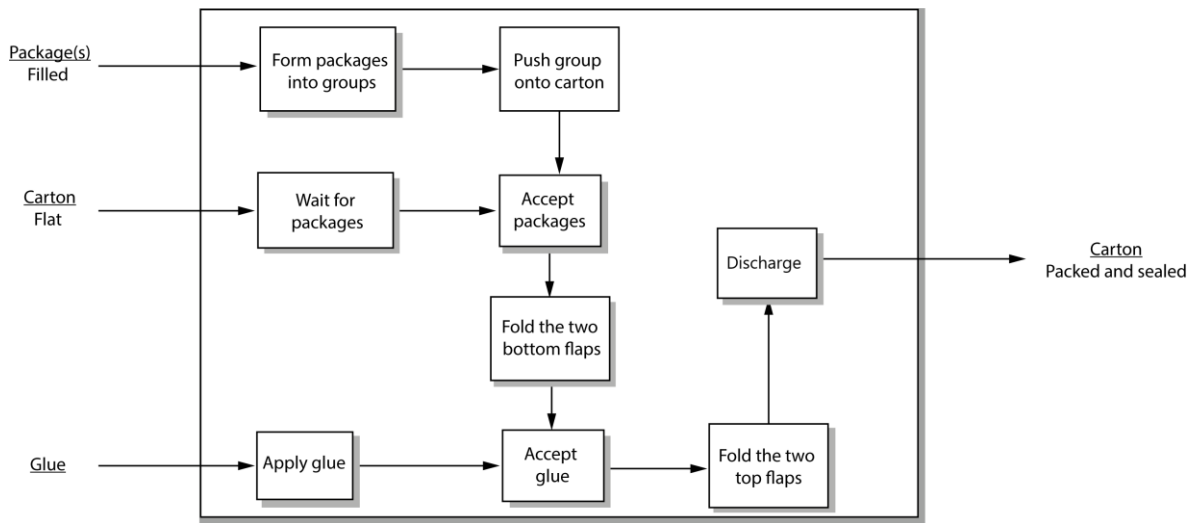 Package(s)
Filled
Form packages
into groups
Push group
onto carton
Carton
Flat
Wait for
packages
Accept
packages
Discharge
Carton
Packed and sealed
Fold the two
bottom flaps
Glue
Apply glue
Accept
glue
Fold the two
top flaps